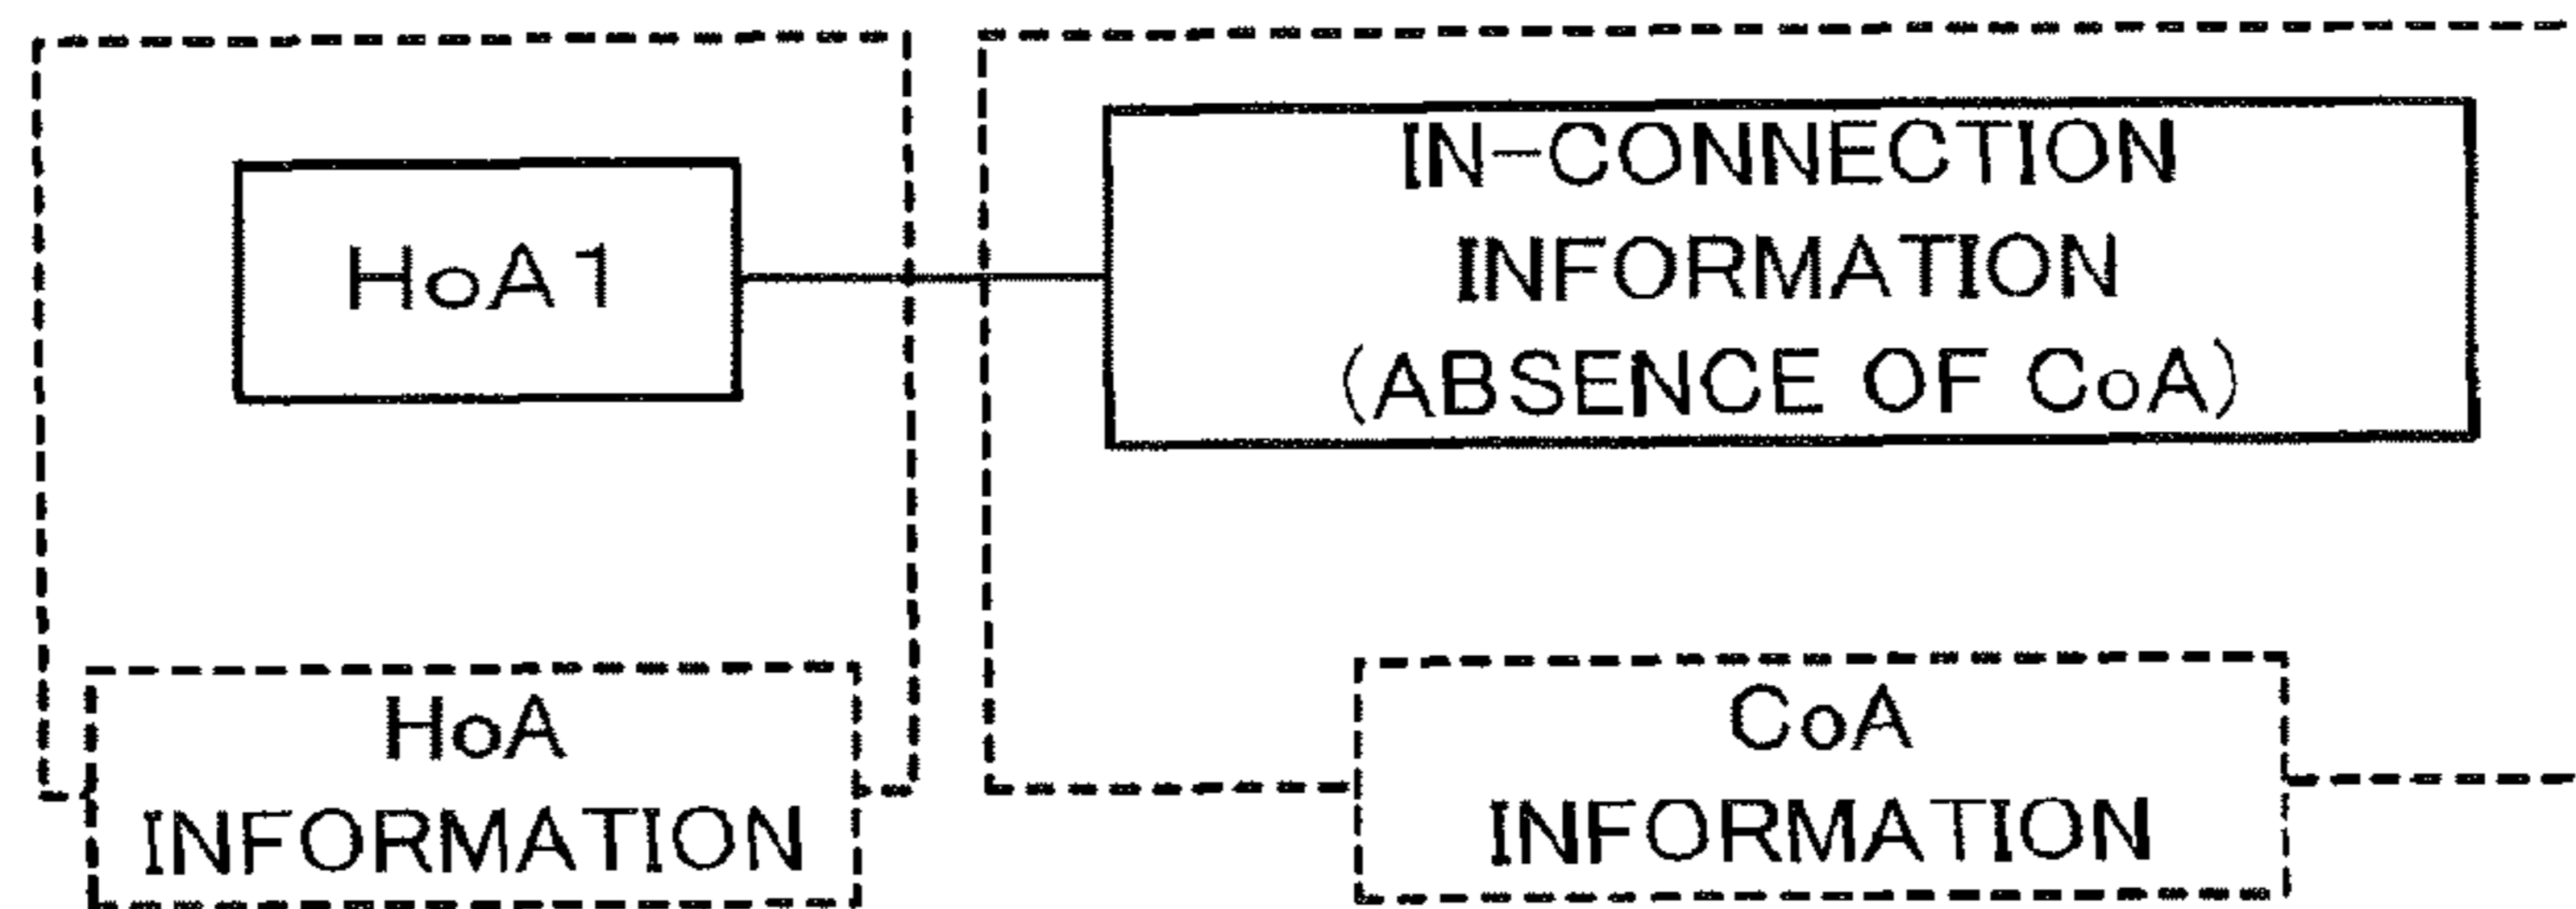 HoA1
IN-CONNECTION
INFORMATION
(ABSENCE OF CoA)
HoA
INFORMATION
CoA
INFORMATION